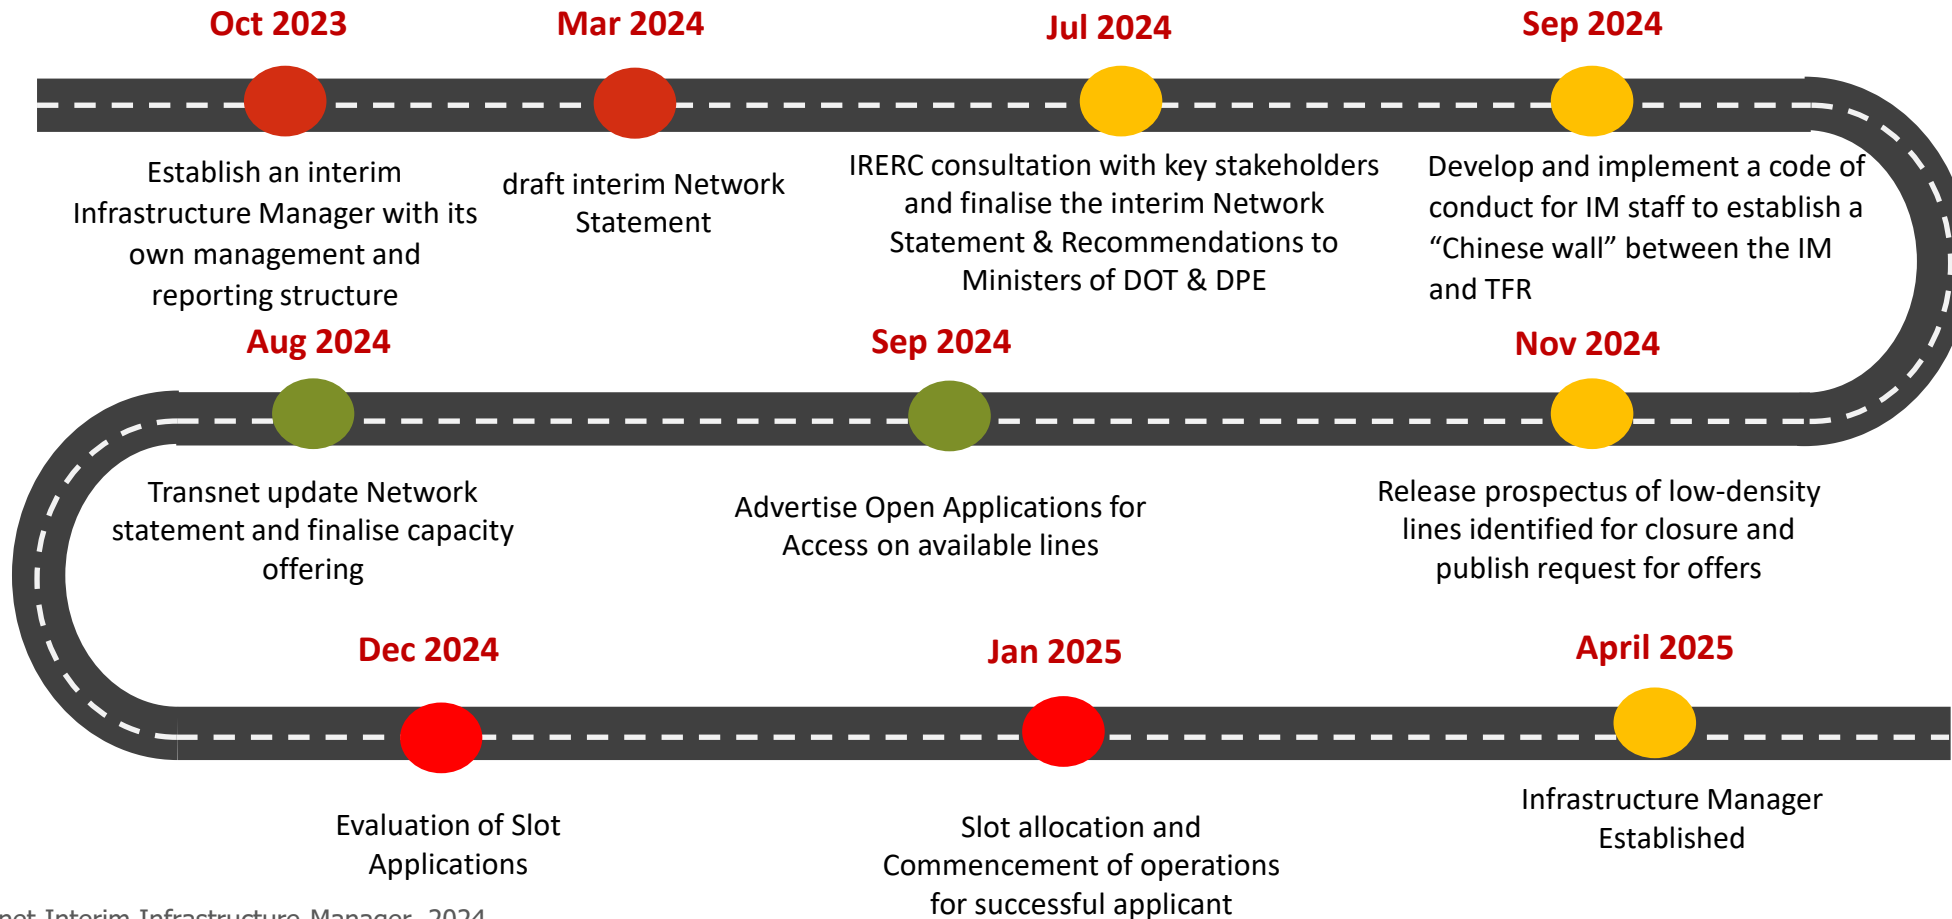 Oct 2023
Mar 2024
Jul 2024
Sep 2024
Establish an interim
Infrastructure Manager with its
own management and
reporting structure
draft interim Network
Statement
IRERC consultation with key stakeholders
and finalise the interim Network
Statement & Recommendations to
Ministers of DOT & DPE
Develop and implement a code of
conduct for IM staff to establish a
“Chinese wall” between the IM
and TFR
Aug 2024
Sep 2024
Nov 2024
Transnet update Network
statement and finalise capacity
offering
Advertise Open Applications for
Access on available lines
Release prospectus of low-density
lines identified for closure and
publish request for offers
Dec 2024
Jan 2025
April 2025
Evaluation of Slot
Applications
Slot allocation and
Commencement of operations
for successful applicant
Infrastructure Manager
Established
net Interim Infrastructure Manager, 2024